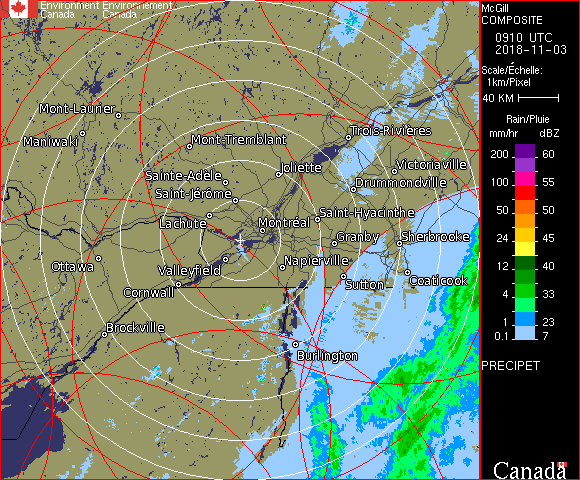 Environment Environnement
Canada Canada
McGill
COMPOSITE
0910 UTC
2018-11-03
Scale/Échelle:
1km/Pixel
40 KM
Rain/Pluie
mm/hr dBZ
200 60
155
100 55
50 50
24 45
12 40
4 33
1 23
0.1 7
PRECIPET
Canada
Mont-Laurier
Maniwaki
Mont-Tremblant
Trois-Rivières
Sainte-Adèle
Joliette
Victoriaville
Saint-Jérôme
Drummondville
Lachute
Montréal
Saint-Hyacinthe
Granby
Sherbrooke
Ottawa
Valleyfield
Napierville
Cornwall
Sutton
Coaticook
Brockville
Burlington